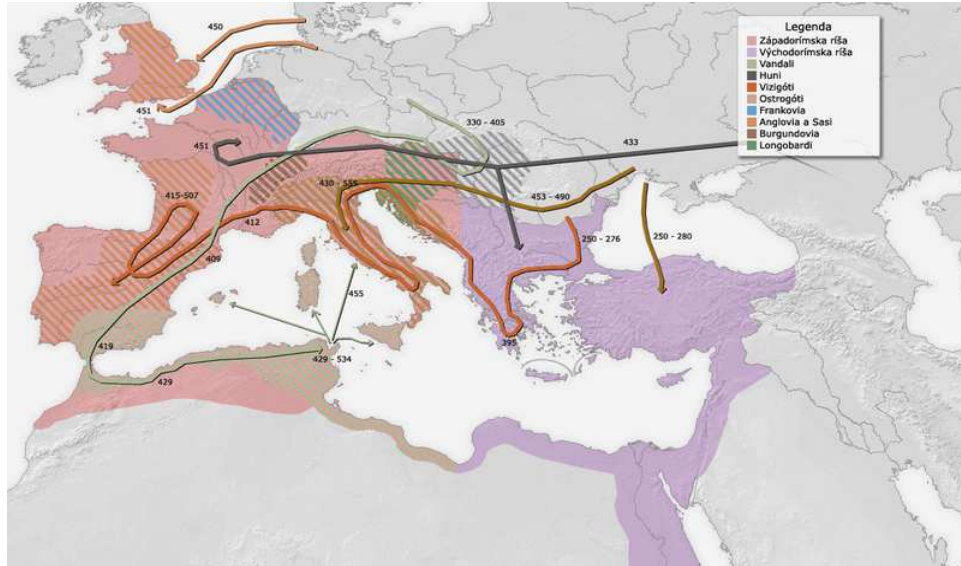 Legenda
Západorímska ríša
Východorímska ríša
Vandali
Huni
Vizigóti
Ostrogóti
Frankovia
Anglovia a Sasi
Burgundovia
Longobardi
450
451
330 - 405
433
451
415-507
430 - 555
453 - 490
412
250 - 276
250 - 280
409
455
395
419
429 - 534
429